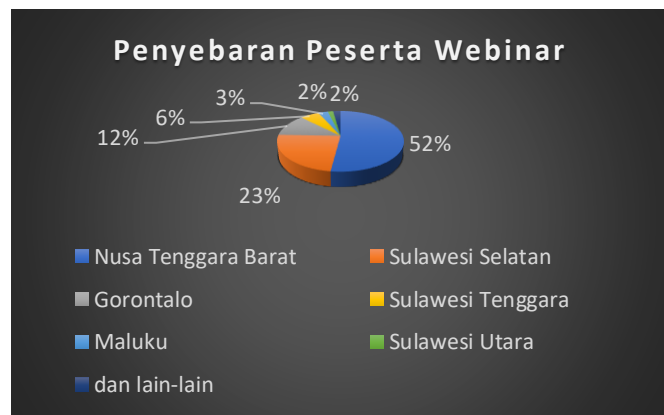 Penyebaran Peserta Webinar
2% 2%
3%
6%
12%
52%
23%
Nusa Tenggara Barat
Sulawesi Selatan
Gorontalo
Sulawesi Tenggara
Maluku
Sulawesi Utara
dan lain-lain